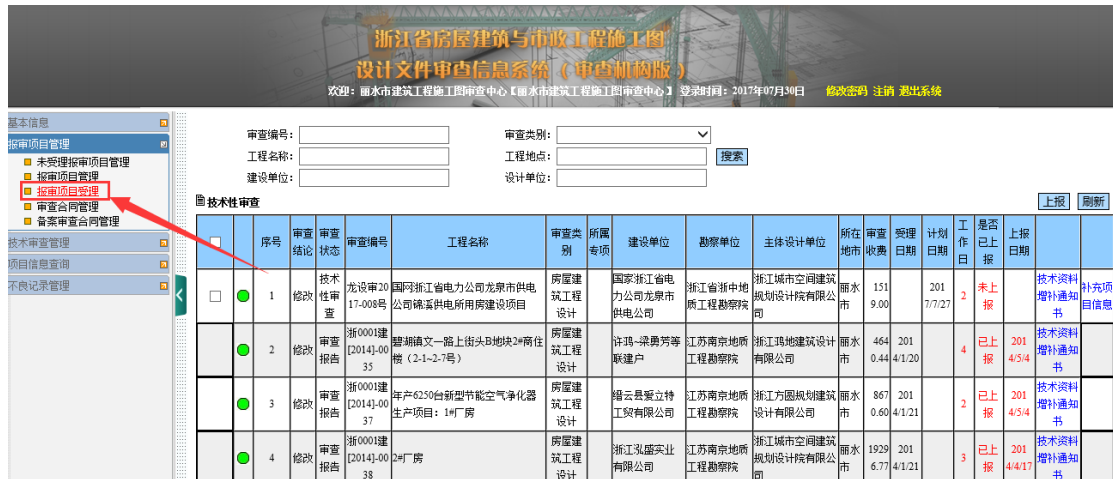 浙江省房屋建筑与市政工程施工图
设计文件审查信息系统（审查机构版）
欢迎：丽水市建筑工程施工图审查中心【丽水市建筑工程施工图审查中心】 登录时间：2017年07月30日 修改密码 注销 退出系统
基本信息
报审项目管理
未受理报审项目管理
报审项目管理
报审项目受理
审查合同管理
备案审查合同管理
技术审查管理
项目信息查询
不良记录管理
审查编号： 审查类别：
工程名称： 工程地点： 搜索
建设单位： 设计单位：
技术性审查 上报 刷新
序号 审查结论 审查状态 审查编号 工程名称 审查类别 所属专项 建设单位 勘察单位 主体设计单位 所在地市 审查收费 受理日期 计划日期 工作日 是否已上报 上报日期
1 修改 技术性审查 龙设审2017-008号 国网浙江省电力公司龙泉市供电公司锦溪供电所用房建设项目 房屋建筑工程设计 国家浙江省电力公司龙泉市供电公司 浙江省浙中地质工程勘察院 浙江城市空间建筑规划设计院有限公司 丽水市 1519.00 2017/7/27 2 未上报 技术资料增补通知书 补充项目信息
2 修改 审查报告 浙0001建[2014]-0035 碧湖镇文一路上街头B地块2#商住楼（2-1~2-7号） 房屋建筑工程设计 许鸿-梁勇芳等联建户 江苏南京地质工程勘察院 浙江鸿地建筑设计有限公司 丽水市 4640.44 2014/1/20 4 已上报 2014/5/4 技术资料增补通知书
3 修改 审查报告 浙0001建[2014]-0037 年产6250台新型节能空气净化器生产项目：1#厂房 房屋建筑工程设计 缙云县爱立特工贸有限公司 江苏南京地质工程勘察院 浙江方圆规划建筑设计有限公司 丽水市 8670.60 2014/1/21 2 已上报 2014/5/4 技术资料增补通知书
4 修改 审查报告 浙0001建[2014]-0038 2#厂房 房屋建筑工程设计 浙江泓盛实业有限公司 江苏南京地质工程勘察院 浙江城市空间建筑规划设计院有限公司 丽水市 19296.77 2014/1/21 3 已上报 2014/4/17 技术资料增补通知书